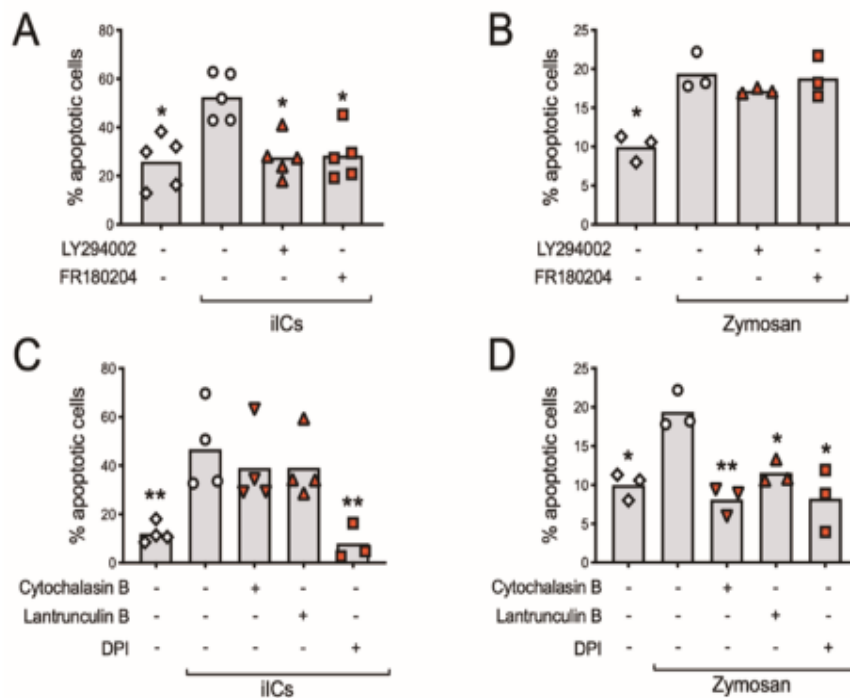 A
% apoptotic cells
80
60
40
20
0
*
*
*
LY294002 - - + -
FR180204 - - - +
iICs
B
% apoptotic cells
25
20
15
10
5
0
*
LY294002 - - + -
FR180204 - - - +
Zymosan
C
% apoptotic cells
80
60
40
20
0
**
**
Cytochalasin B - - + - -
Lantrunculin B - - - + -
DPI - - - - +
iICs
D
% apoptotic cells
25
20
15
10
5
0
*
**
*
*
Cytochalasin B - - + - -
Lantrunculin B - - - + -
DPI - - - - +
Zymosan